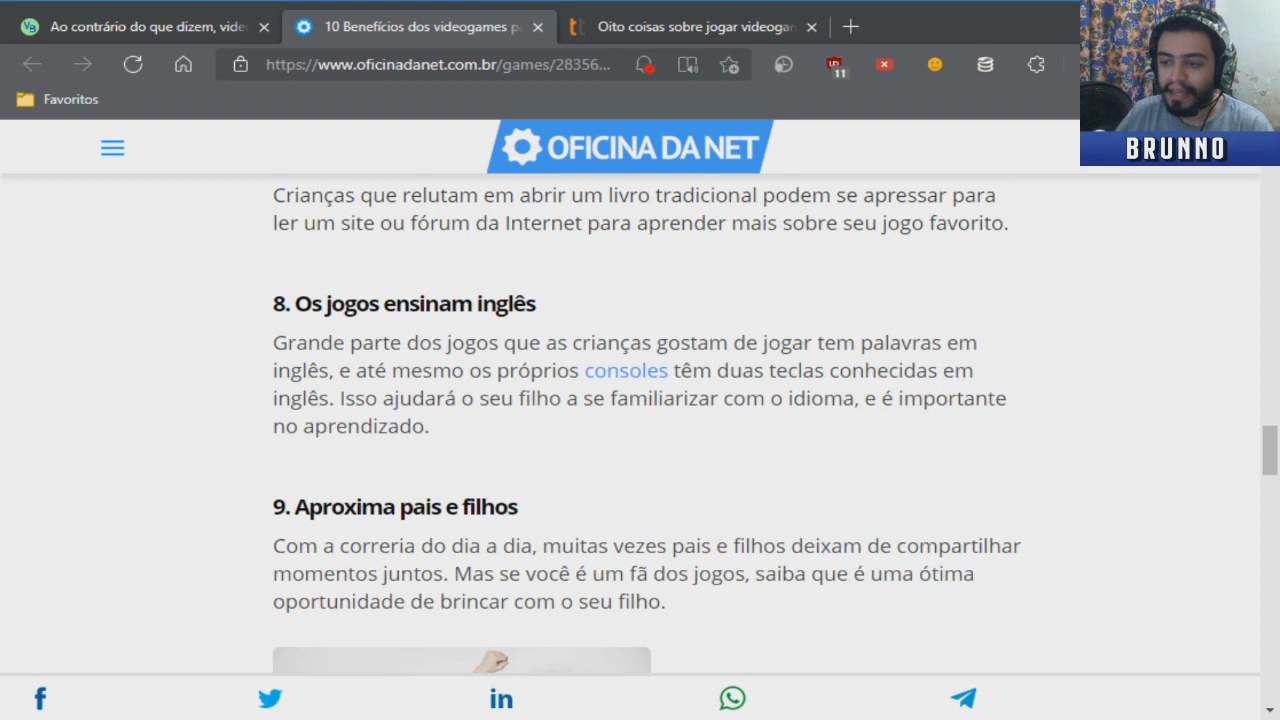 Ao contrário do que dizem, vide
10 Benefícios dos videogames p
Oito coisas sobre jogar videogam
https://www.oficinadanet.com.br/games/28356...
11
Favoritos
BRUNNO
OFICINA DA NET
Crianças que relutam em abrir um livro tradicional podem se apressar para
ler um site ou fórum da Internet para aprender mais sobre seu jogo favorito.
8. Os jogos ensinam inglês
Grande parte dos jogos que as crianças gostam de jogar tem palavras em
inglês, e até mesmo os próprios consoles têm duas teclas conhecidas em
inglês. Isso ajudará o seu filho a se familiarizar com o idioma, e é importante
no aprendizado.
9. Aproxima pais e filhos
Com a correria do dia a dia, muitas vezes pais e filhos deixam de compartilhar
momentos juntos. Mas se você é um fã dos jogos, saiba que é uma ótima
oportunidade de brincar com o seu filho.